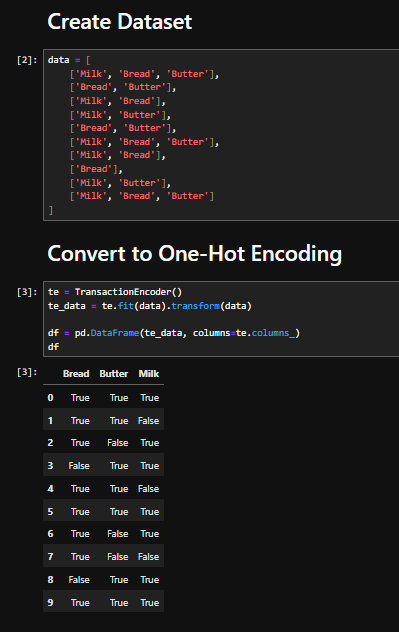 Create Dataset
[2]: data = [
    ['Milk', 'Bread', 'Butter'],
    ['Bread', 'Butter'],
    ['Milk', 'Bread'],
    ['Milk', 'Butter'],
    ['Bread', 'Butter'],
    ['Milk', 'Bread', 'Butter'],
    ['Milk', 'Bread'],
    ['Bread'],
    ['Milk', 'Butter'],
    ['Milk', 'Bread', 'Butter']
]
Convert to One-Hot Encoding
[3]: te = TransactionEncoder()
te_data = te.fit(data).transform(data)

df = pd.DataFrame(te_data, columns=te.columns_)
df
[3]: Bread Butter Milk
0 True True True
1 True True False
2 True False True
3 False True True
4 True True False
5 True True True
6 True False True
7 True False False
8 False True True
9 True True True